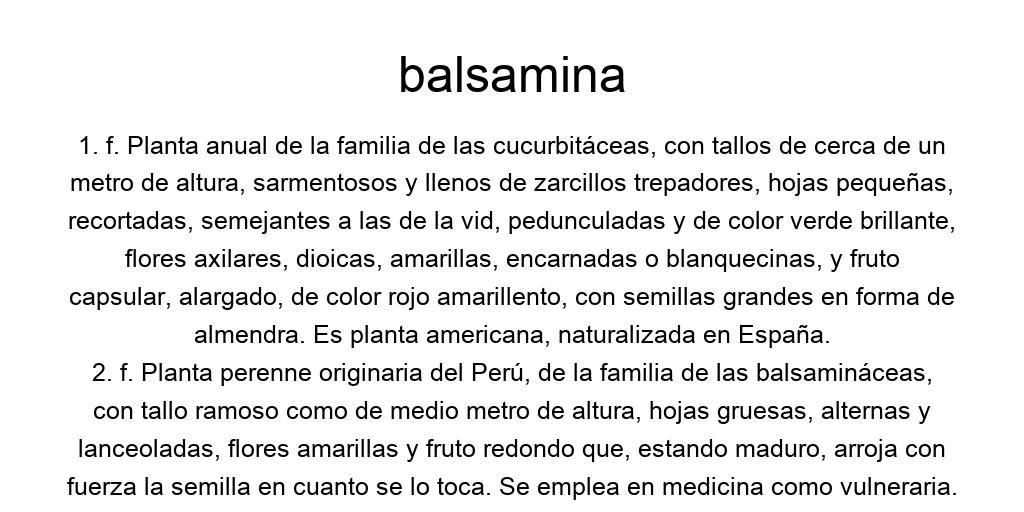 balsamina
1. f. Planta anual de la familia de las cucurbitáceas, con tallos de cerca de un
metro de altura, sarmentosos y llenos de zarcillos trepadores, hojas pequeñas,
recortadas, semejantes a las de la vid, pedunculadas y de color verde brillante,
flores axilares, dioicas, amarillas, encarnadas o blanquecinas, y fruto
capsular, alargado, de color rojo amarillento, con semillas grandes en forma de
almendra. Es planta americana, naturalizada en España.
2. f. Planta perenne originaria del Perú, de la familia de las balsamináceas,
con tallo ramoso como de medio metro de altura, hojas gruesas, alternas y
lanceoladas, flores amarillas y fruto redondo que, estando maduro, arroja con
fuerza la semilla en cuanto se lo toca. Se emplea en medicina como vulneraria.